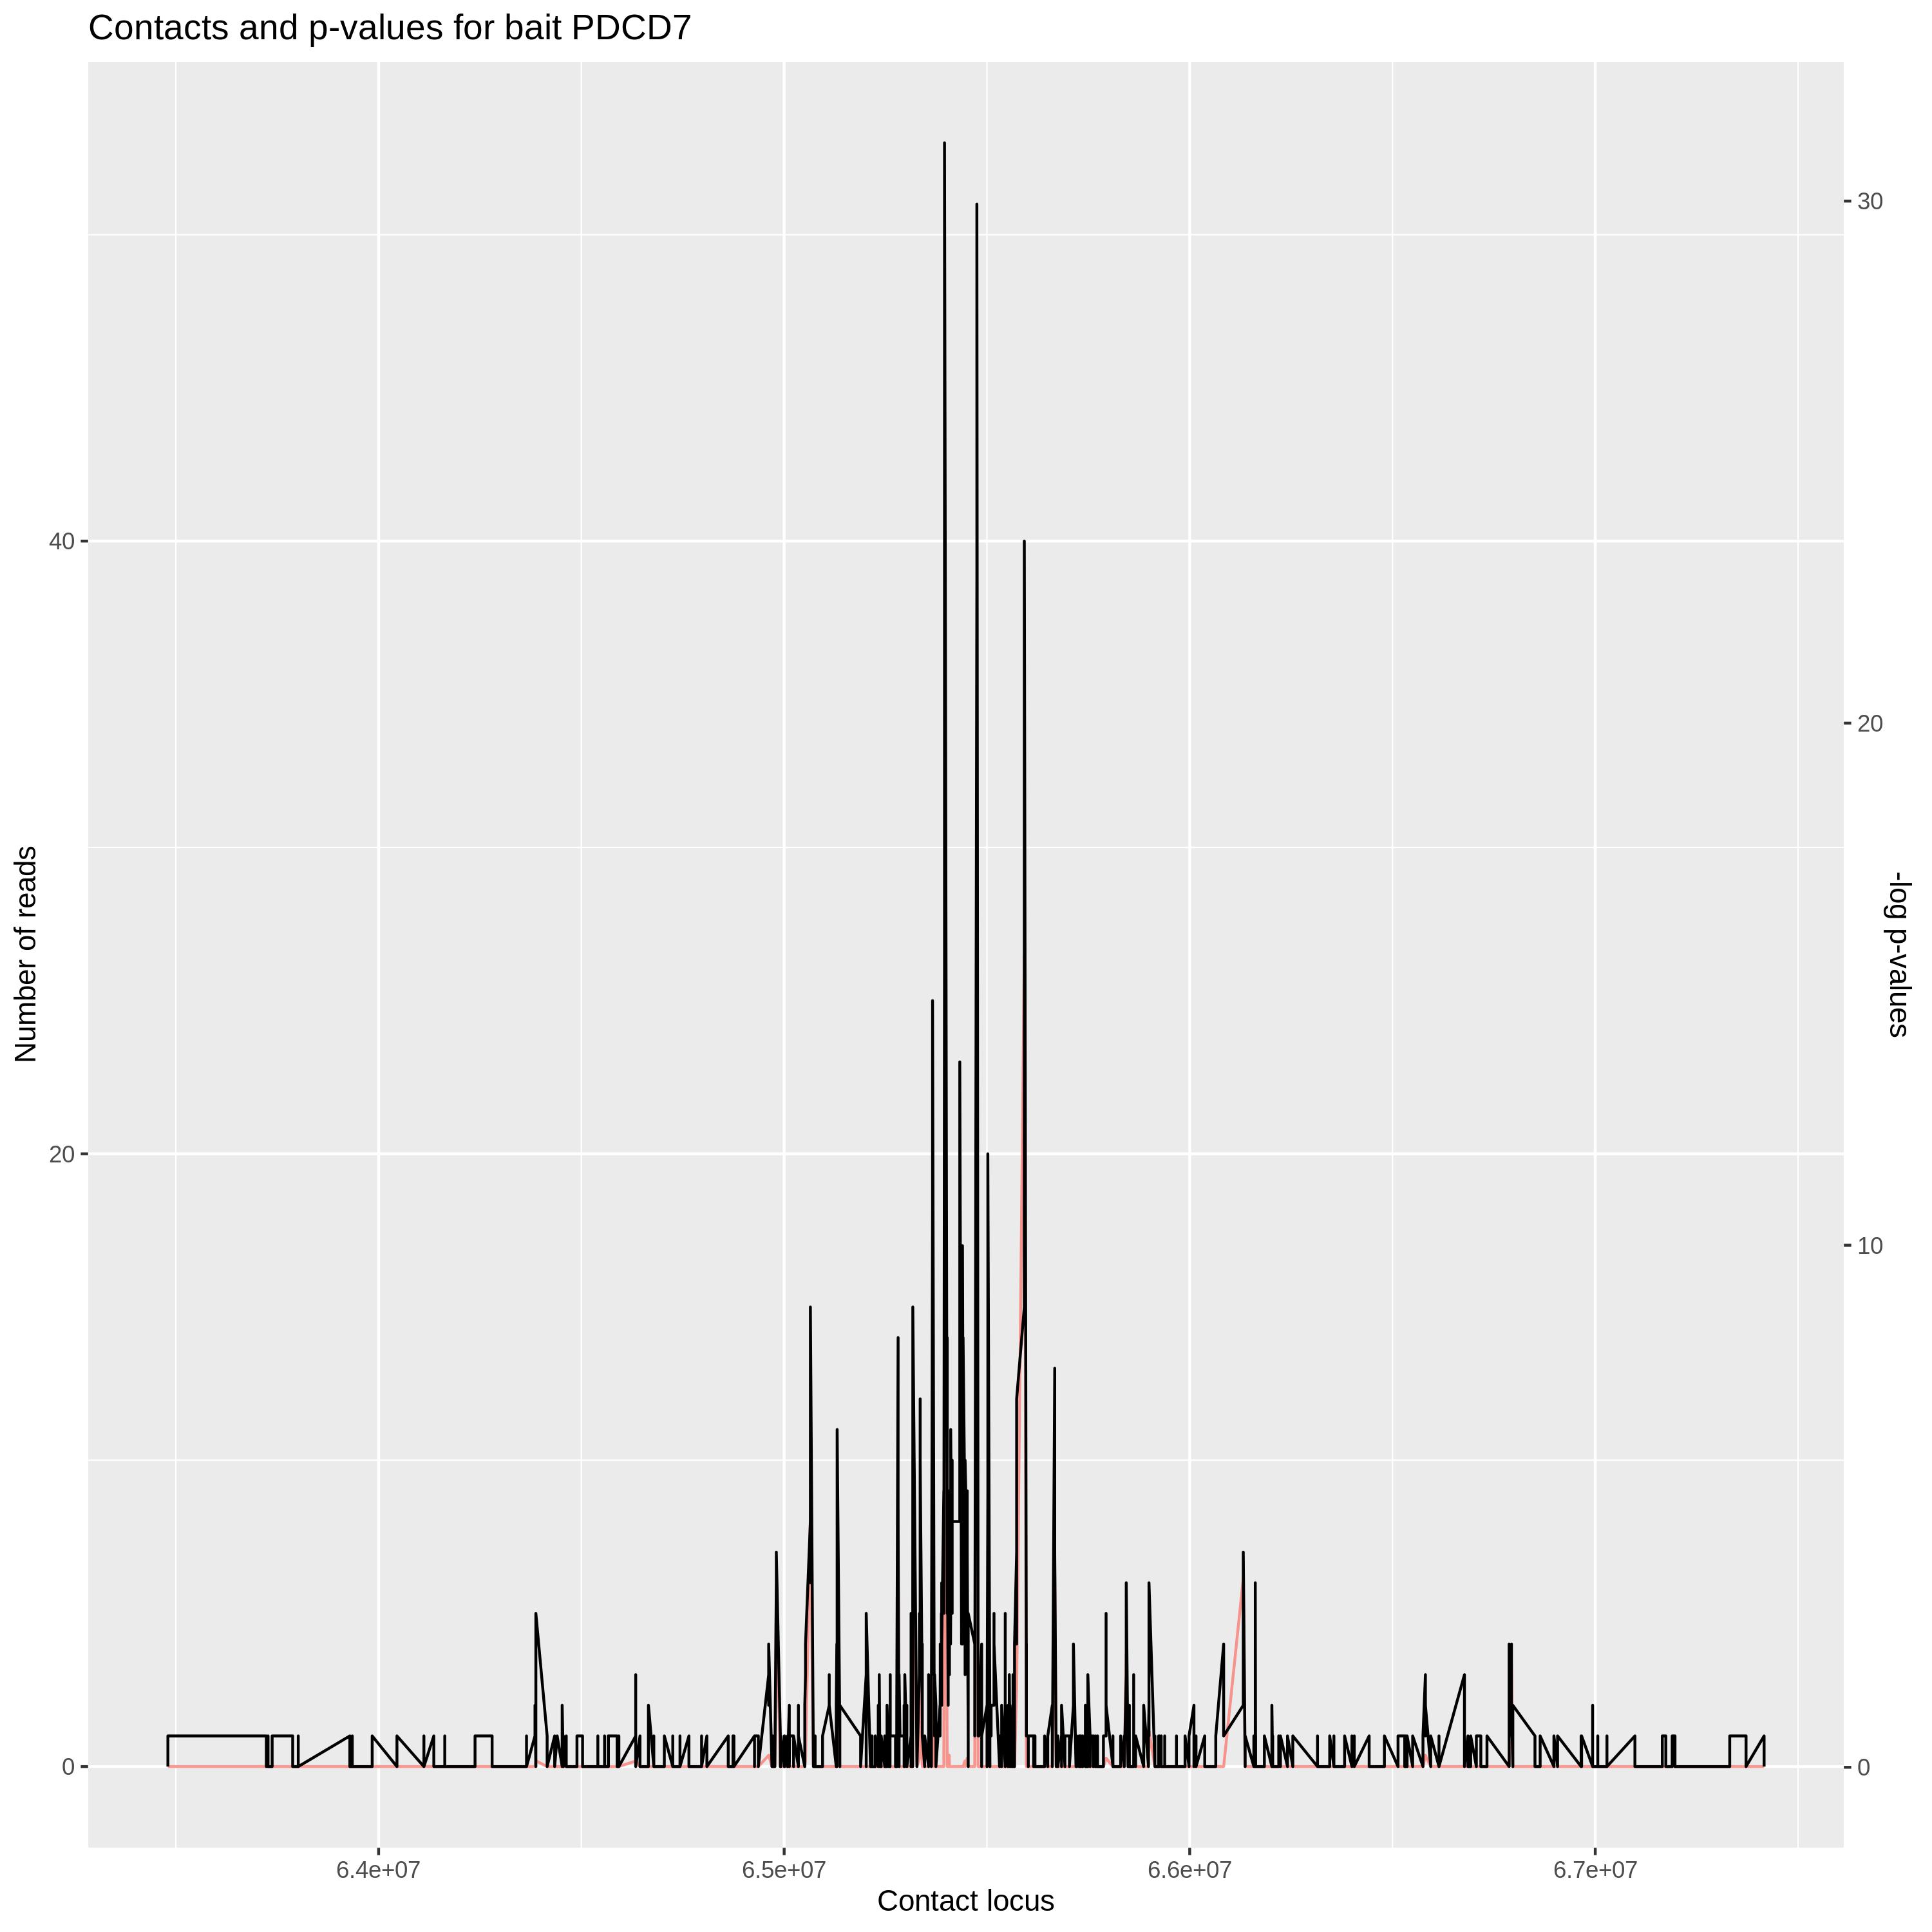 Contacts and p-values for bait PDCD7
Number of reads
40
20
0
30
20
10
0
-log p-values
6.4e+07
6.5e+07
6.6e+07
6.7e+07
Contact locus